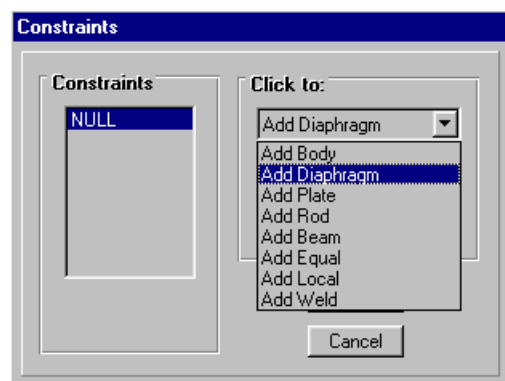 Constraints
Constraints
NULL
Click to:
Add Diaphragm
Add Body
Add Diaphragm
Add Plate
Add Rod
Add Beam
Add Equal
Add Local
Add Weld
Cancel